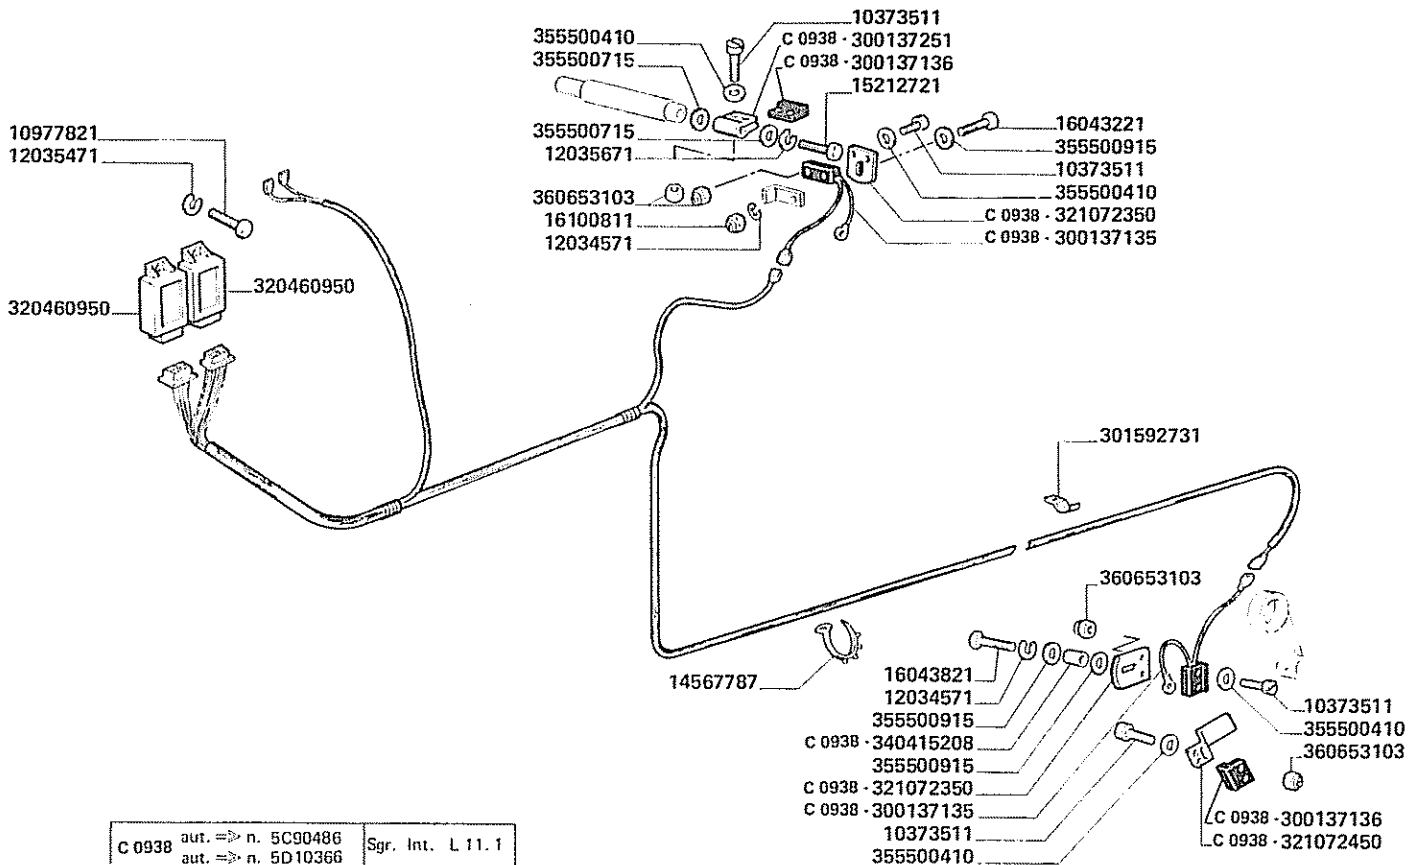 10373511
355500410
C 0938 - 300137251
355500715
C 0938 - 300137136
15212721
10977821
12035471
355500715
12035671
16043221
355500915
10373511
355500410
360653103
16100811
12034571
C 0938 - 321072350
C 0938 - 300137135
320460950
320460950
301592731
360653103
14567787
16043821
12034571
355500915
C 0938 - 340415208
355500915
C 0938 - 321072350
C 0938 - 300137135
10373511
355500410
10373511
355500410
360653103
C 0938 - 300137136
C 0938 - 321072450
C 0938 aut. => n. 5C90486
aut. => n. 5D10366
Sgr. Int. L 11. 1